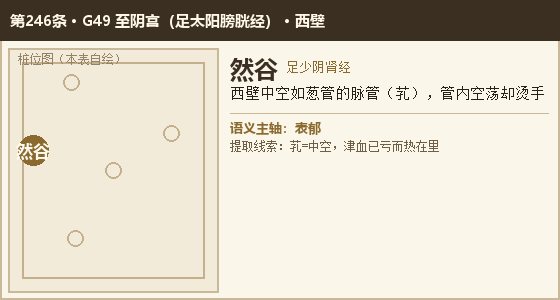 第246条・G49 至阴宫（足太阳膀胱经）・西壁
桩位图（本表自绘）
然谷
然谷 足少阴肾经
西壁中空如葱管的脉管（芤），管内空荡却烫手
语义主轴：表郁
提取线索：芤=中空，津血已亏而热在里